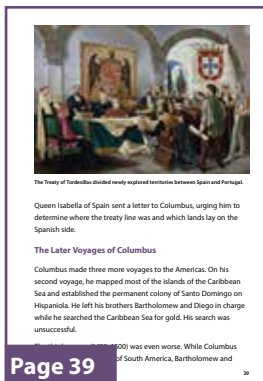 The Treaty of Tordesillas divided newly explored territories between Spain and Portugal.
Queen Isabella of Spain sent a letter to Columbus, urging him to
determine where the treaty line was and which lands lay on the
Spanish side.
The Later Voyages of Columbus
Columbus made three more voyages to the Americas. On his
second voyage, he mapped most of the islands of the Caribbean
Sea and established the permanent colony of Santo Domingo on
Hispaniola. He left his brothers Bartholomew and Diego in charge
while he searched the Caribbean Sea for gold. His search was
unsuccessful.
was even worse. While Columbus
of South America, Bartholomew and
Page 39
39